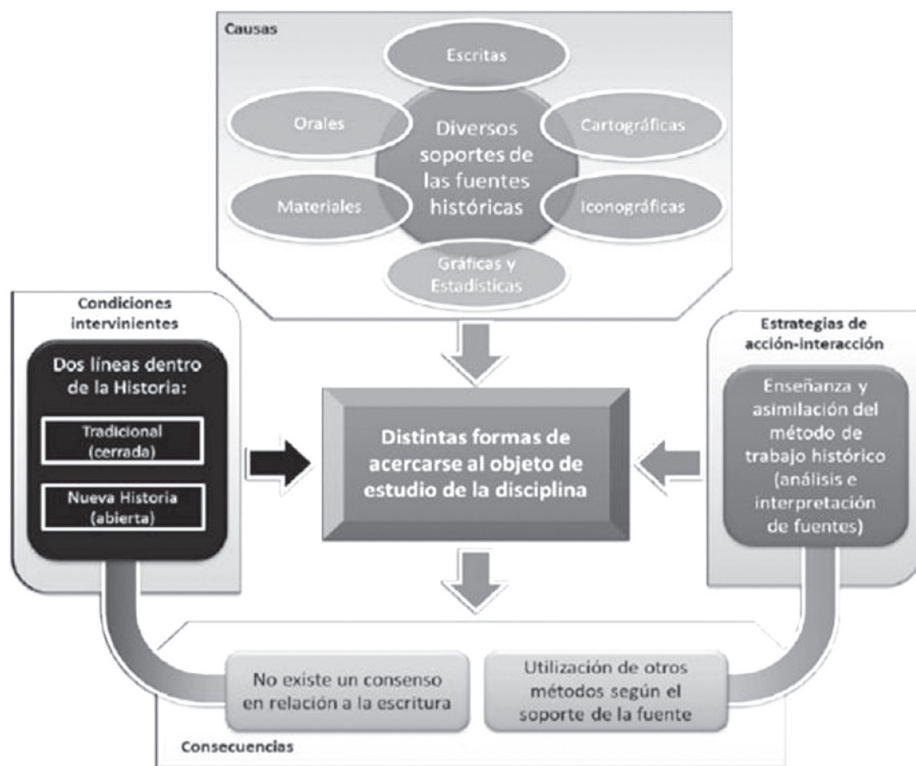 Causas
Escritas
Orales
Cartográficas
Diversos
soportes de
las fuentes
históricas
Materiales
Iconográficas
Gráficas y
Estadísticas
Condiciones
intervinientes
Dos líneas dentro
de la Historia:
Tradicional
(cerrada)
Nueva Historia
(abierta)
Distintas formas de
acercarse al objeto de
estudio de la disciplina
Estrategias de
acción-interacción
Enseñanza y
asimilación del
método de
trabajo histórico
(análisis e
interpretación
de fuentes)
No existe un consenso
en relación a la escritura
Utilización de otros
métodos según el
soporte de la fuente
Consecuencias